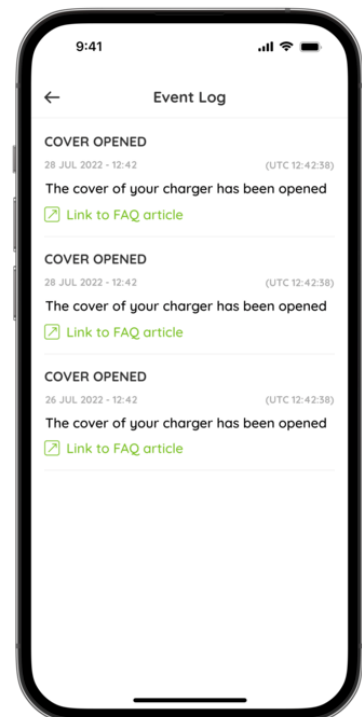 9:41
Event Log
COVER OPENED
28 JUL 2022 - 12:42 (UTC 12:42:38)
The cover of your charger has been opened
Link to FAQ article
COVER OPENED
28 JUL 2022 - 12:42 (UTC 12:42:38)
The cover of your charger has been opened
Link to FAQ article
COVER OPENED
26 JUL 2022 - 12:42 (UTC 12:42:38)
The cover of your charger has been opened
Link to FAQ article